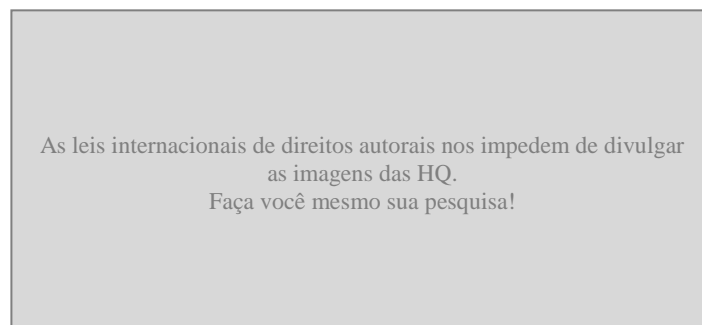 As leis internacionais de direitos autorais nos impedem de divulgar
as imagens das HQ.
Faça você mesmo sua pesquisa!